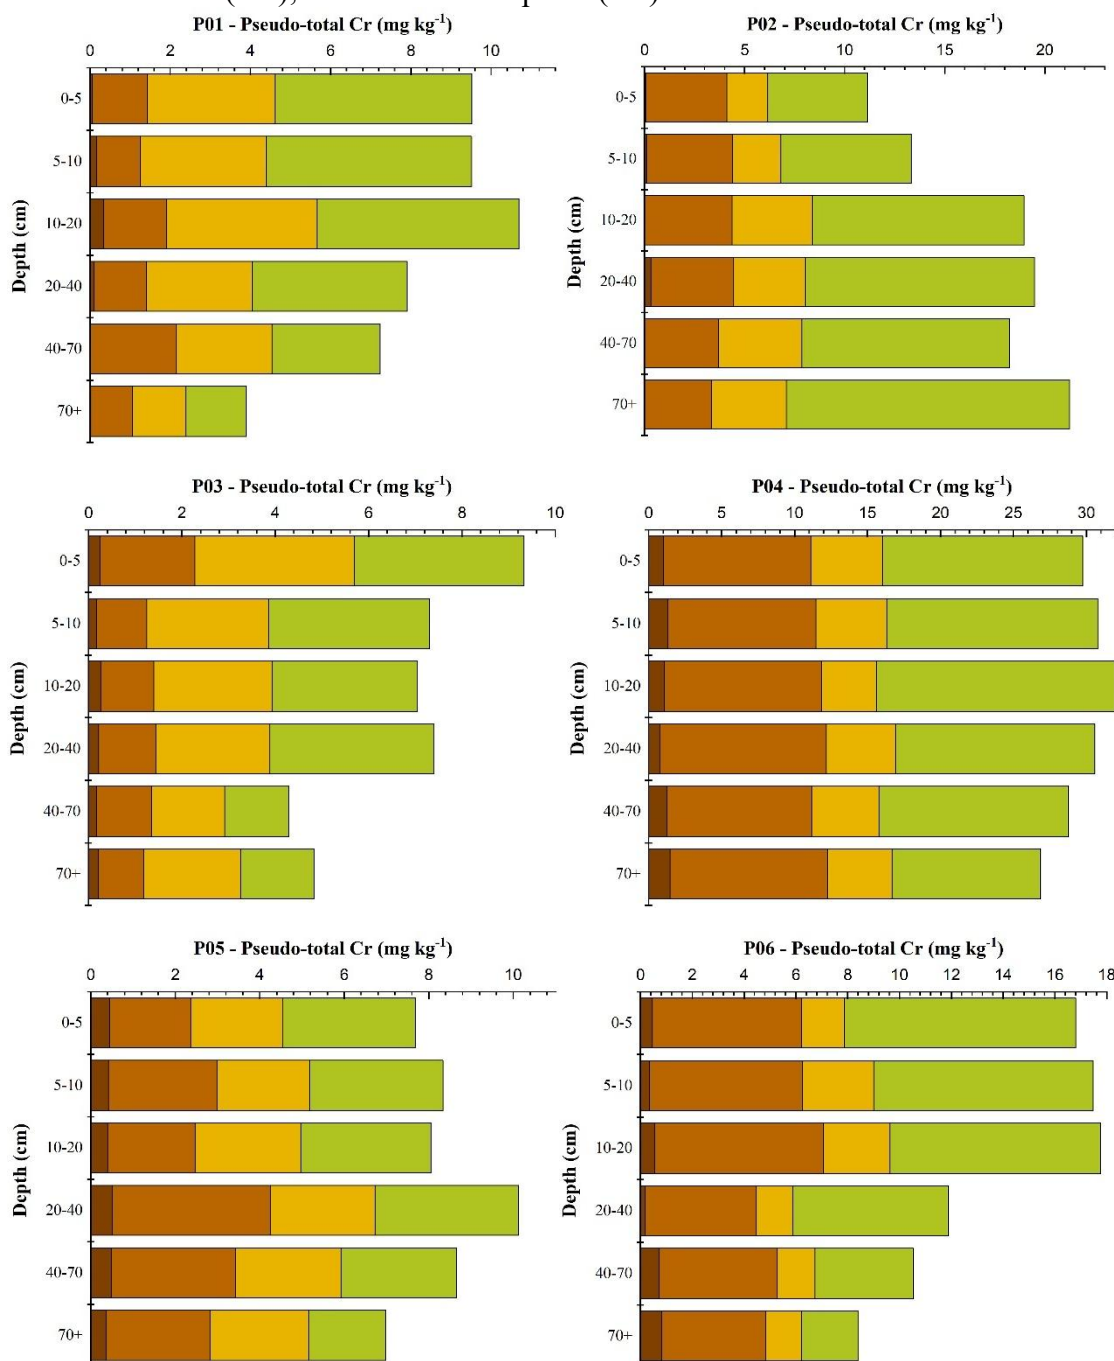 P01 - Pseudo-total Cr (mg kg⁻¹)
0 2 4 6 8 10
Depth (cm)
0-5
5-10
10-20
20-40
40-70
70+
P02 - Pseudo-total Cr (mg kg⁻¹)
0 5 10 15 20
Depth (cm)
0-5
5-10
10-20
20-40
40-70
70+
P03 - Pseudo-total Cr (mg kg⁻¹)
0 2 4 6 8 10
Depth (cm)
0-5
5-10
10-20
20-40
40-70
70+
P04 - Pseudo-total Cr (mg kg⁻¹)
0 5 10 15 20 25 30
Depth (cm)
0-5
5-10
10-20
20-40
40-70
70+
P05 - Pseudo-total Cr (mg kg⁻¹)
0 2 4 6 8 10
Depth (cm)
0-5
5-10
10-20
20-40
40-70
70+
P06 - Pseudo-total Cr (mg kg⁻¹)
0 2 4 6 8 10 12 14 16 18
Depth (cm)
0-5
5-10
10-20
20-40
40-70
70+